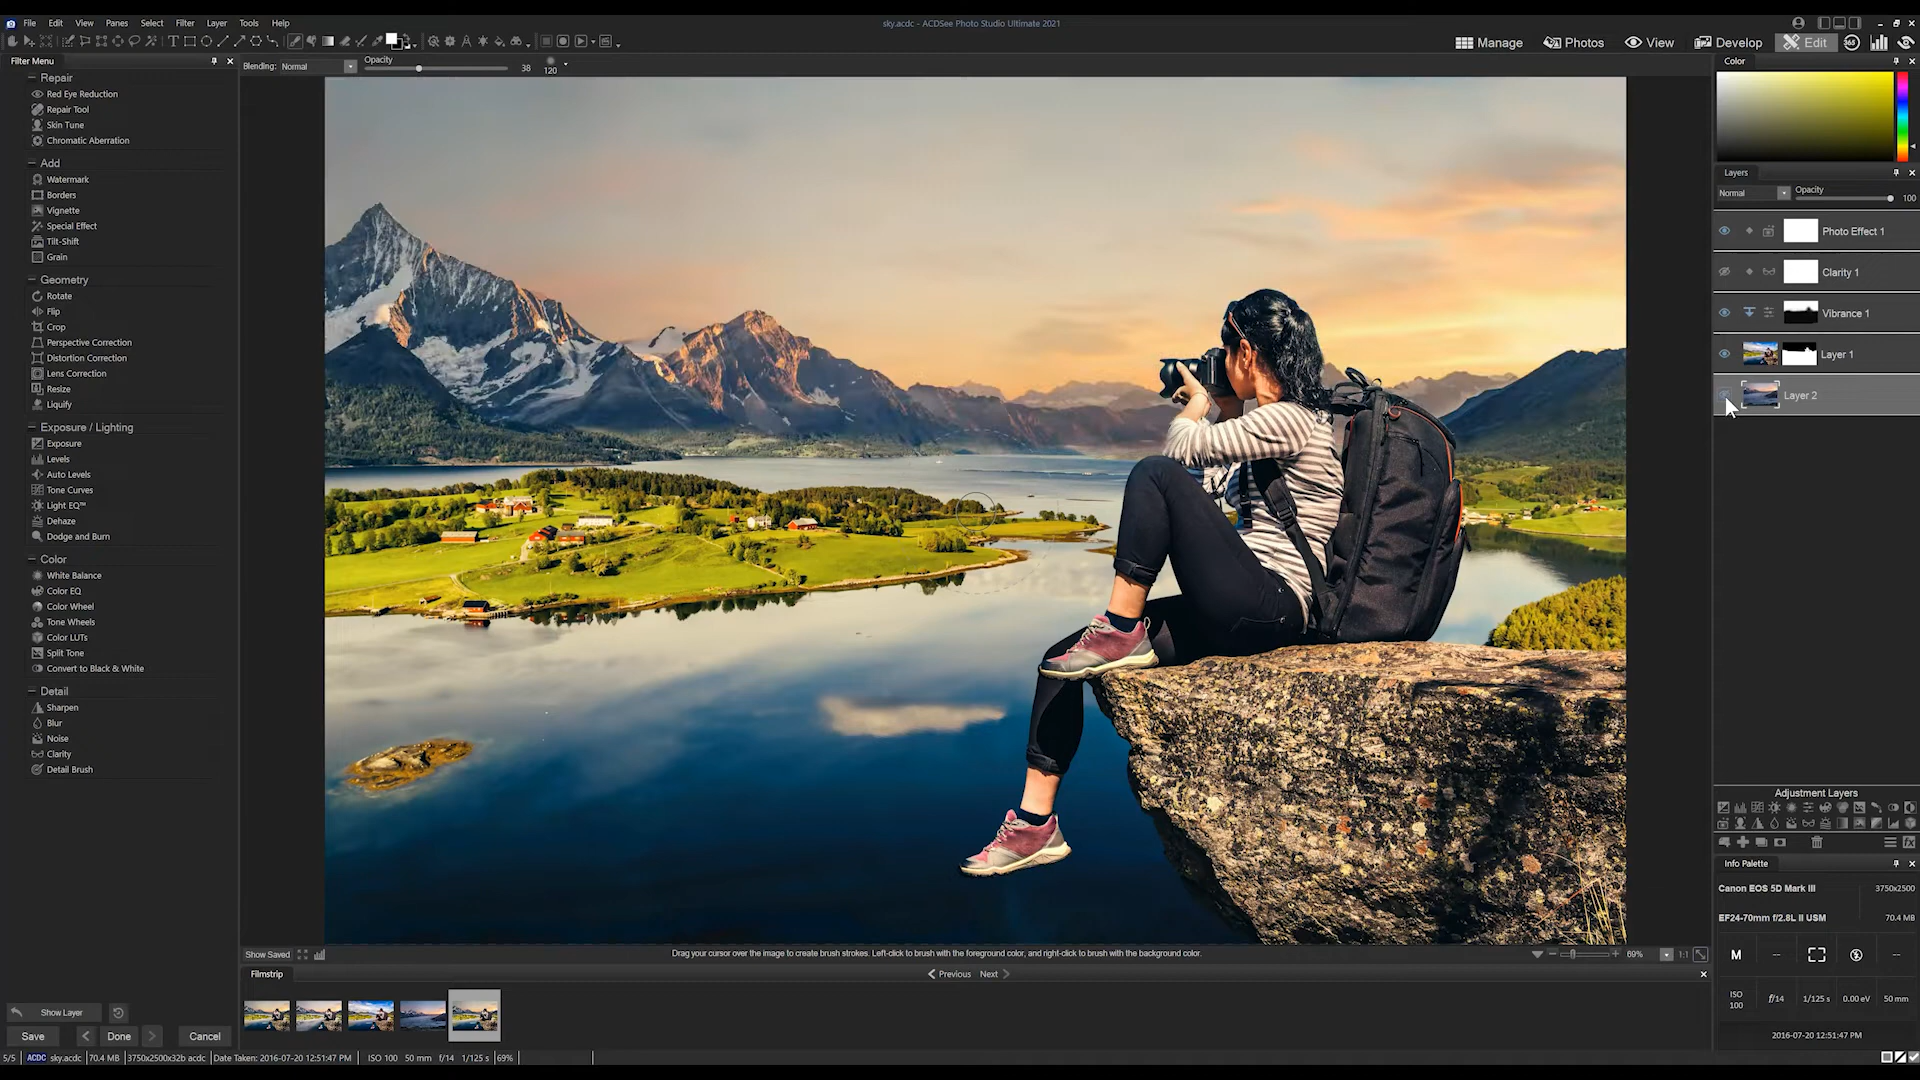 File Edit View Panes Select Filter Layer Tools Help
sky.acdc - ACDSee Photo Studio Ultimate 2021
Manage Photos View Develop Edit 365
Filter Menu
Blending: Normal Opacity 38 120
Repair
Red Eye Reduction
Repair Tool
Skin Tune
Chromatic Aberration
Add
Watermark
Borders
Vignette
Special Effect
Tilt-Shift
Grain
Geometry
Rotate
Flip
Crop
Perspective Correction
Distortion Correction
Lens Correction
Resize
Liquify
Exposure / Lighting
Exposure
Levels
Auto Levels
Tone Curves
Light EQ™
Dehaze
Dodge and Burn
Color
White Balance
Color EQ
Color Wheel
Tone Wheels
Color LUTs
Split Tone
Convert to Black & White
Detail
Sharpen
Blur
Noise
Clarity
Detail Brush
Show Layer
Save Done Cancel
Color
Layers
Normal Opacity 100
Photo Effect 1
Clarity 1
Vibrance 1
Layer 1
Layer 2
Adjustment Layers
Info Palette
Canon EOS 5D Mark III 3750x2500
EF24-70mm f/2.8L II USM 70.4 MB
M -- --
ISO 100 f/14 1/125 s 0.00 eV 50 mm
2016-07-20 12:51:47 PM
Show Saved
Drag your cursor over the image to create brush strokes. Left-click to brush with the foreground color, and right-click to brush with the background color.
69% 1:1
Filmstrip
Previous Next
5/5 ACDC sky.acdc 70.4 MB 3750x2500x32b acdc Date Taken: 2016-07-20 12:51:47 PM ISO 100 50 mm f/14 1/125 s 69%